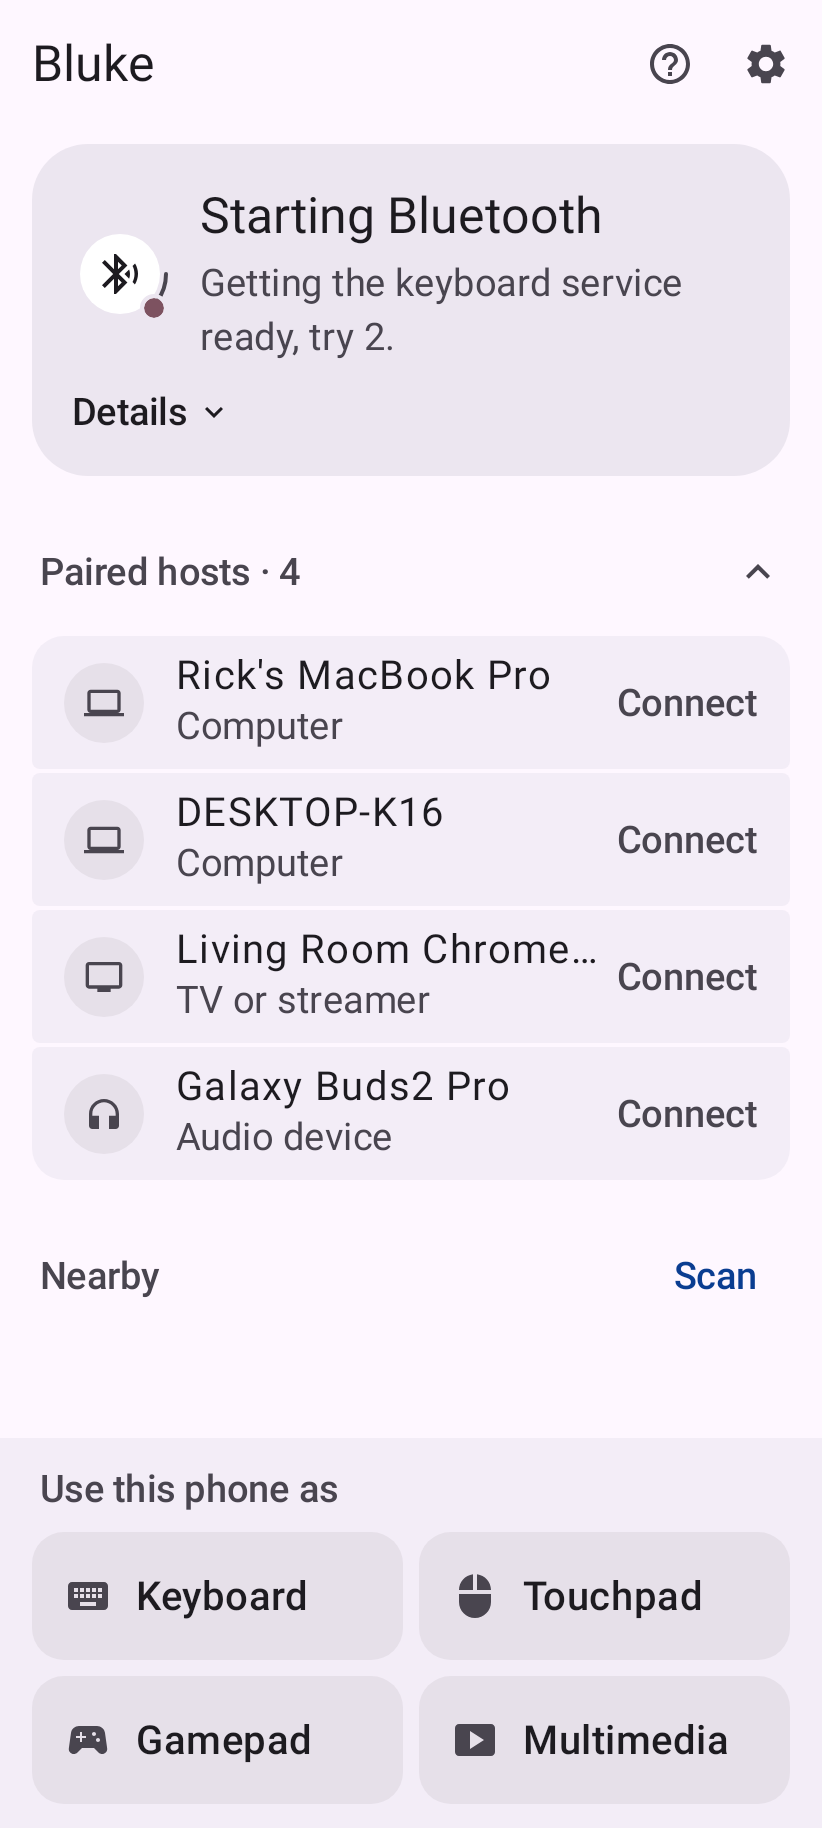 Bluke
Starting Bluetooth
Getting the keyboard service
ready, try 2.
Details
Paired hosts · 4
Rick's MacBook Pro
Computer
Connect
DESKTOP-K16
Computer
Connect
Living Room Chrome…
TV or streamer
Connect
Galaxy Buds2 Pro
Audio device
Connect
Nearby
Scan
Use this phone as
Keyboard
Touchpad
Gamepad
Multimedia